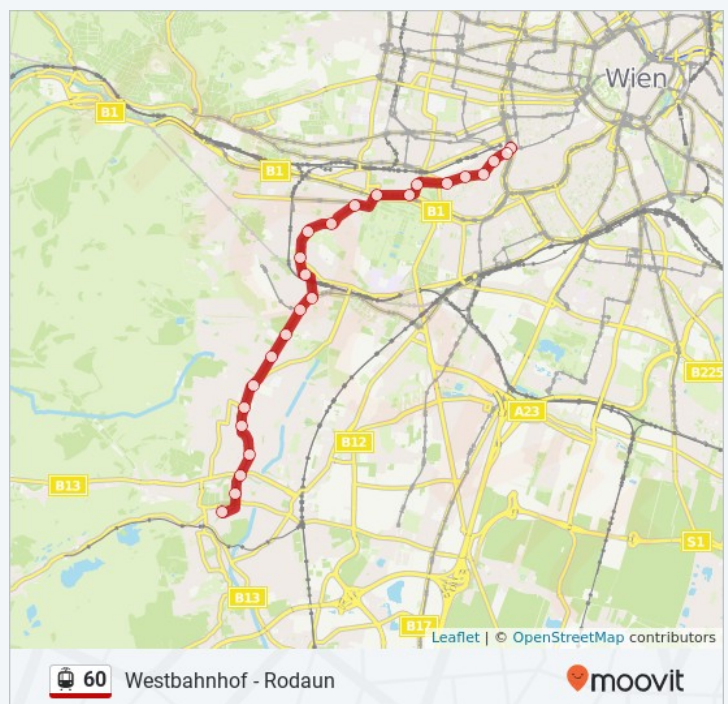 Wien
B1
B1
B1
B225
A23
B12
B13
S1
B13
B17
Leaflet | © OpenStreetMap contributors
60 Westbahnhof - Rodaun
moovit